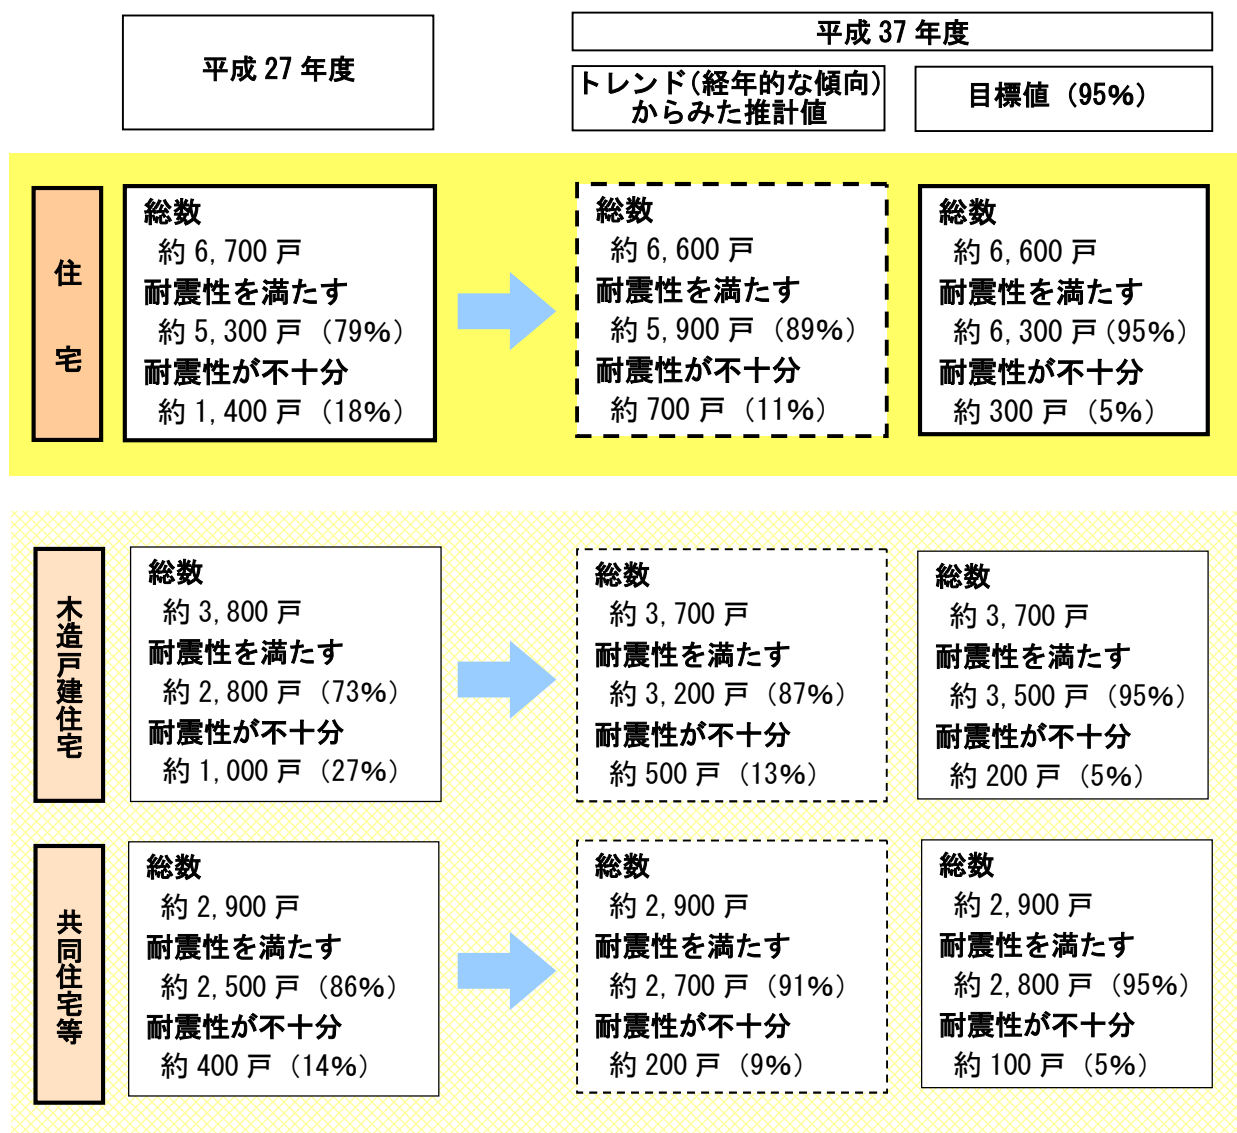 平成 27 年度
平成 37 年度
トレンド（経年的な傾向）
からみた推計値
目標値（95%）
住宅
総数
約 6,700 戸
耐震性を満たす
約 5,300 戸（79%）
耐震性が不十分
約 1,400 戸（18%）
総数
約 6,600 戸
耐震性を満たす
約 5,900 戸（89%）
耐震性が不十分
約 700 戸（11%）
総数
約 6,600 戸
耐震性を満たす
約 6,300 戸（95%）
耐震性が不十分
約 300 戸（5%）
木造戸建住宅
総数
約 3,800 戸
耐震性を満たす
約 2,800 戸（73%）
耐震性が不十分
約 1,000 戸（27%）
総数
約 3,700 戸
耐震性を満たす
約 3,200 戸（87%）
耐震性が不十分
約 500 戸（13%）
総数
約 3,700 戸
耐震性を満たす
約 3,500 戸（95%）
耐震性が不十分
約 200 戸（5%）
共同住宅等
総数
約 2,900 戸
耐震性を満たす
約 2,500 戸（86%）
耐震性が不十分
約 400 戸（14%）
総数
約 2,900 戸
耐震性を満たす
約 2,700 戸（91%）
耐震性が不十分
約 200 戸（9%）
総数
約 2,900 戸
耐震性を満たす
約 2,800 戸（95%）
耐震性が不十分
約 100 戸（5%）